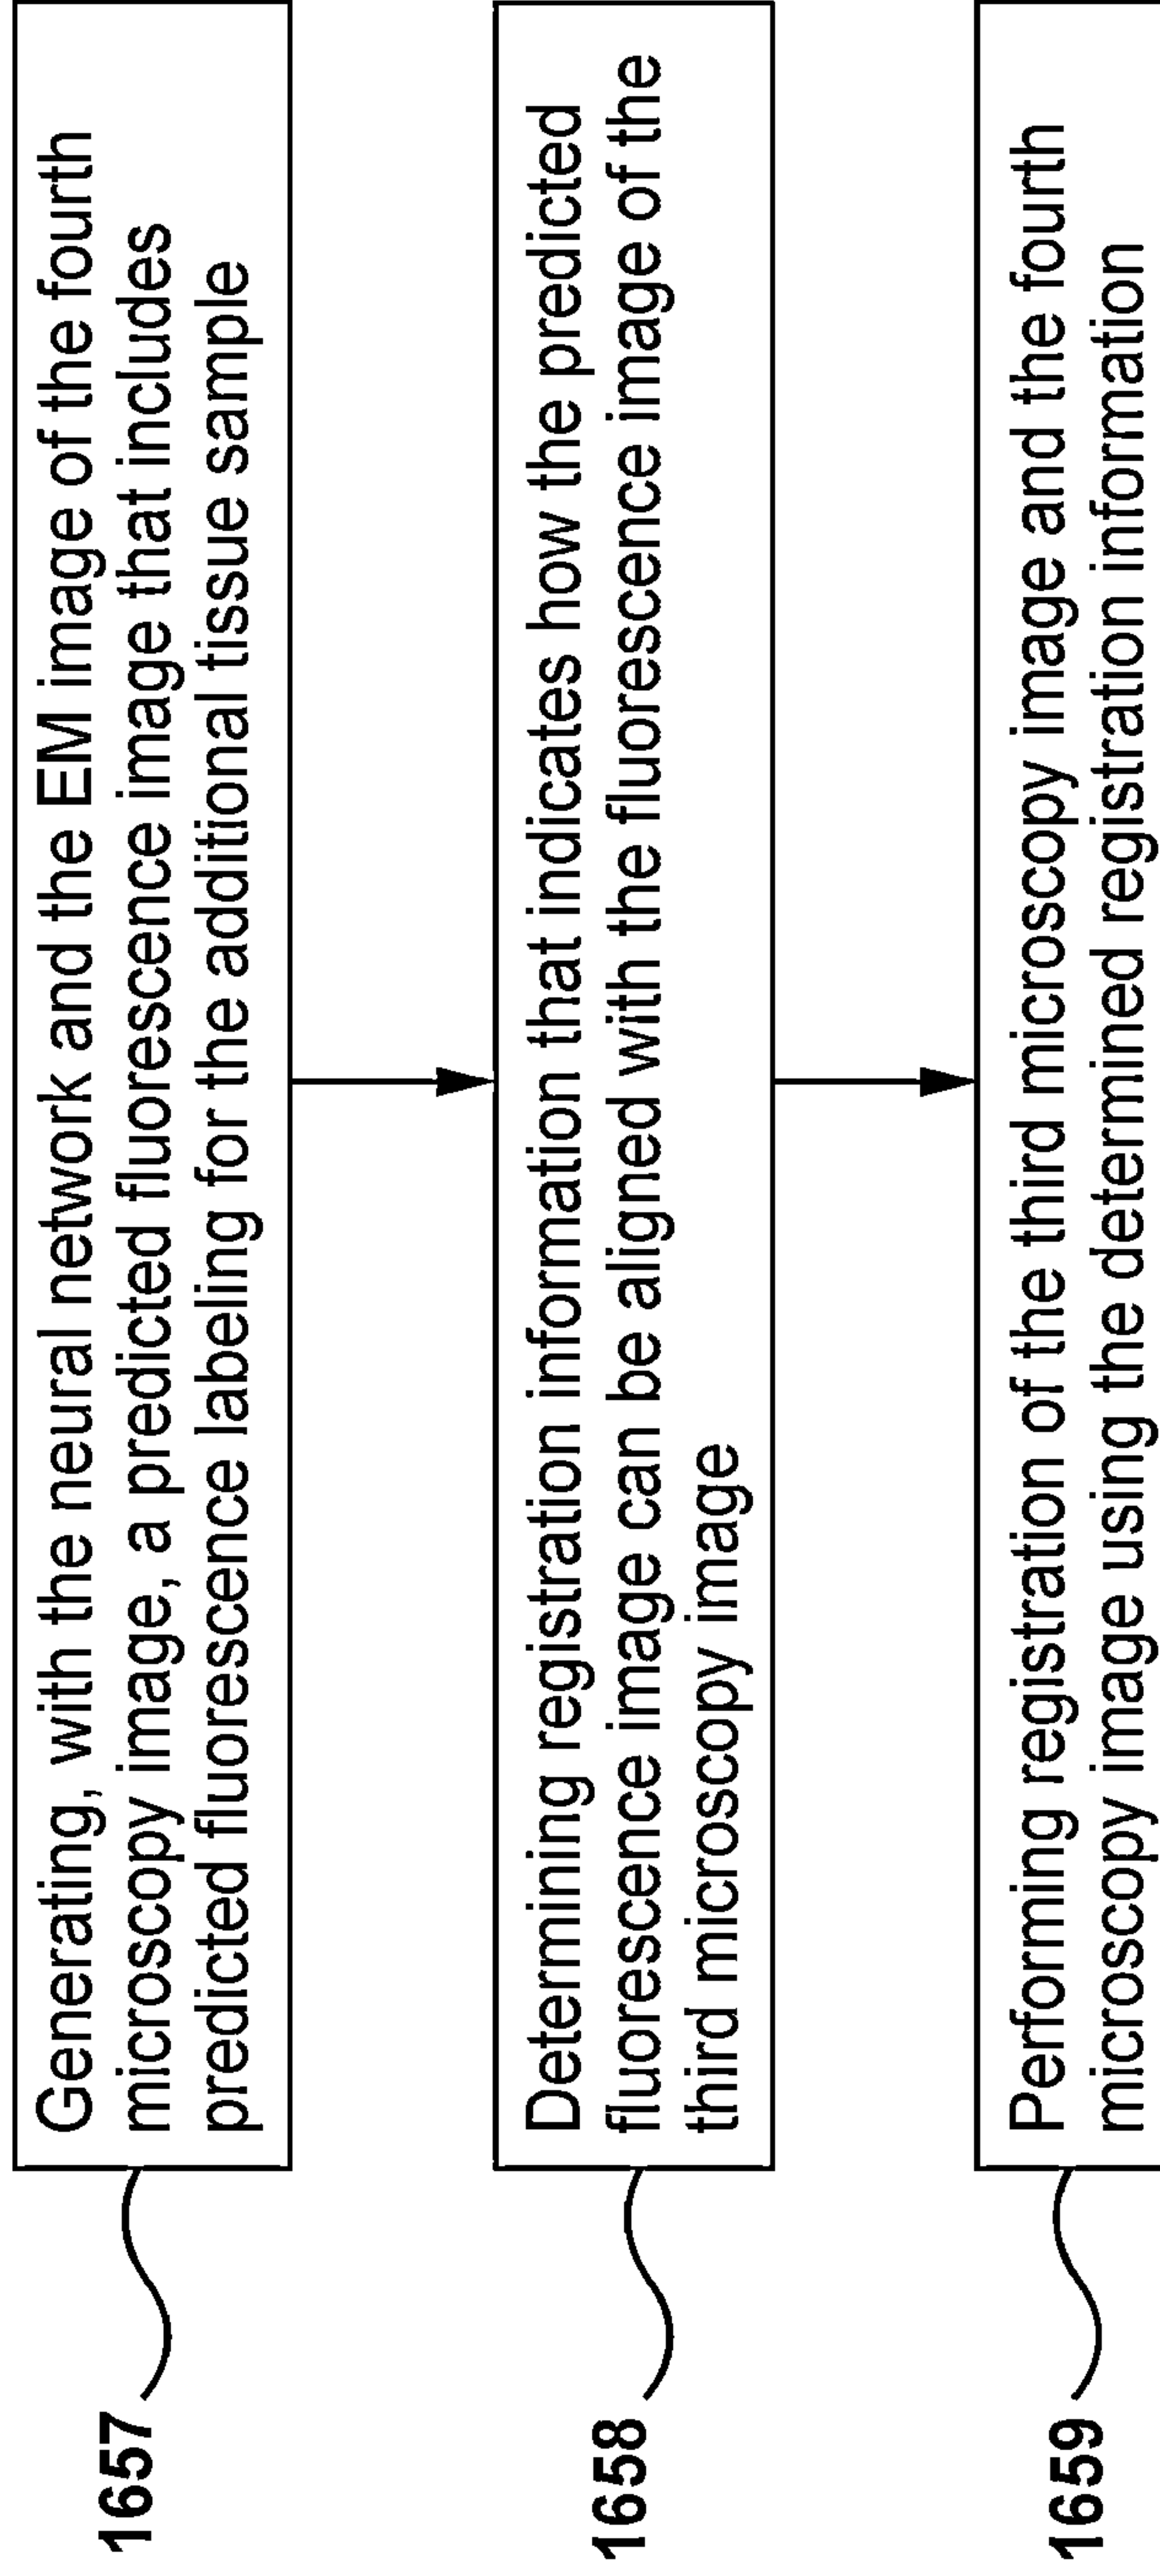 1657
Generating, with the neural network and the EM image of the fourth
microscopy image, a predicted fluorescence image that includes
predicted fluorescence labeling for the additional tissue sample
1658
Determining registration information that indicates how the predicted
fluorescence image can be aligned with the fluorescence image of the
third microscopy image
1659
Performing registration of the third microscopy image and the fourth
microscopy image using the determined registration information